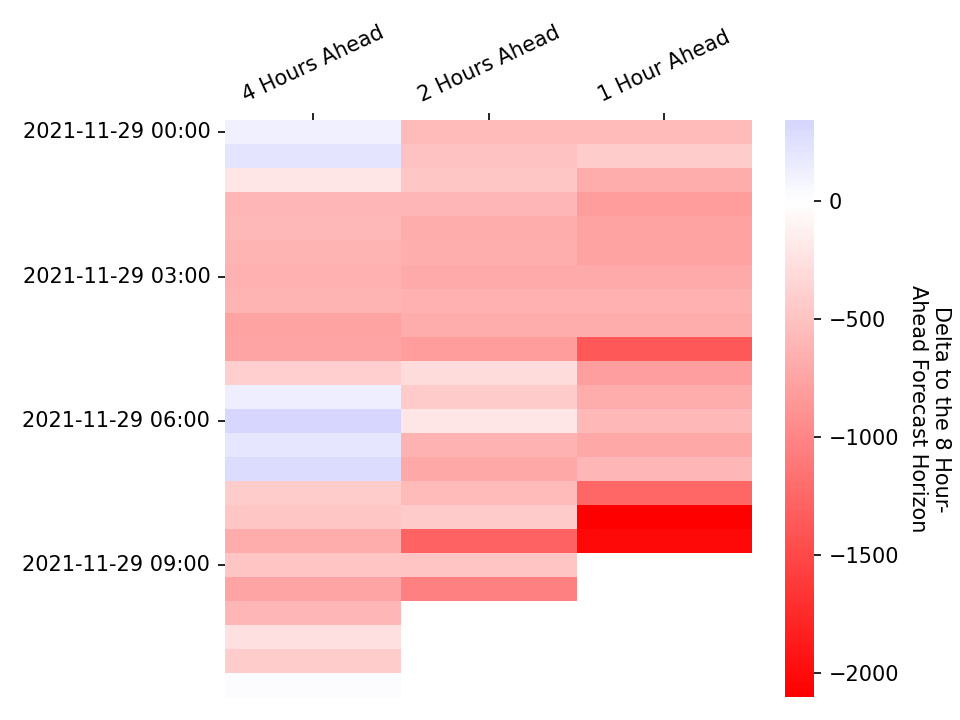 4 Hours Ahead
2 Hours Ahead
1 Hour Ahead
2021-11-29 00:00
2021-11-29 03:00
2021-11-29 06:00
2021-11-29 09:00
0
−500
−1000
−1500
−2000
Delta to the 8 Hour-
Ahead Forecast Horizon